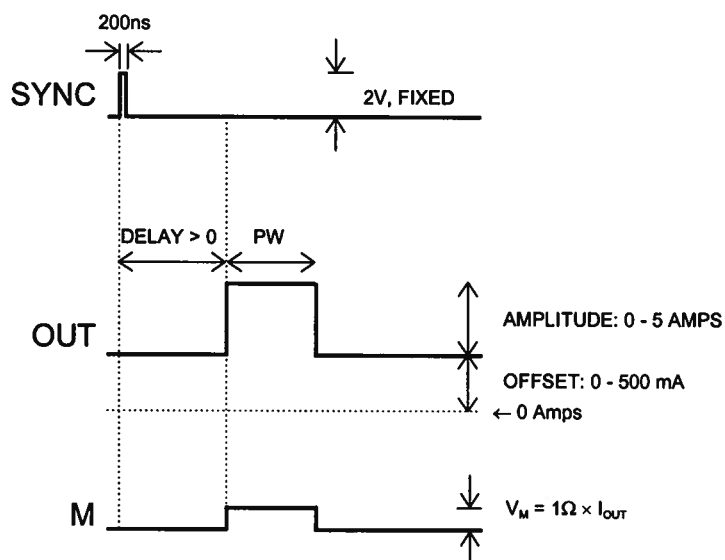 200ns
SYNC
2V, FIXED
DELAY > 0
PW
OUT
AMPLITUDE: 0 - 5 AMPS
OFFSET: 0 - 500 mA
← 0 Amps
M
V_M = 1Ω × I_OUT